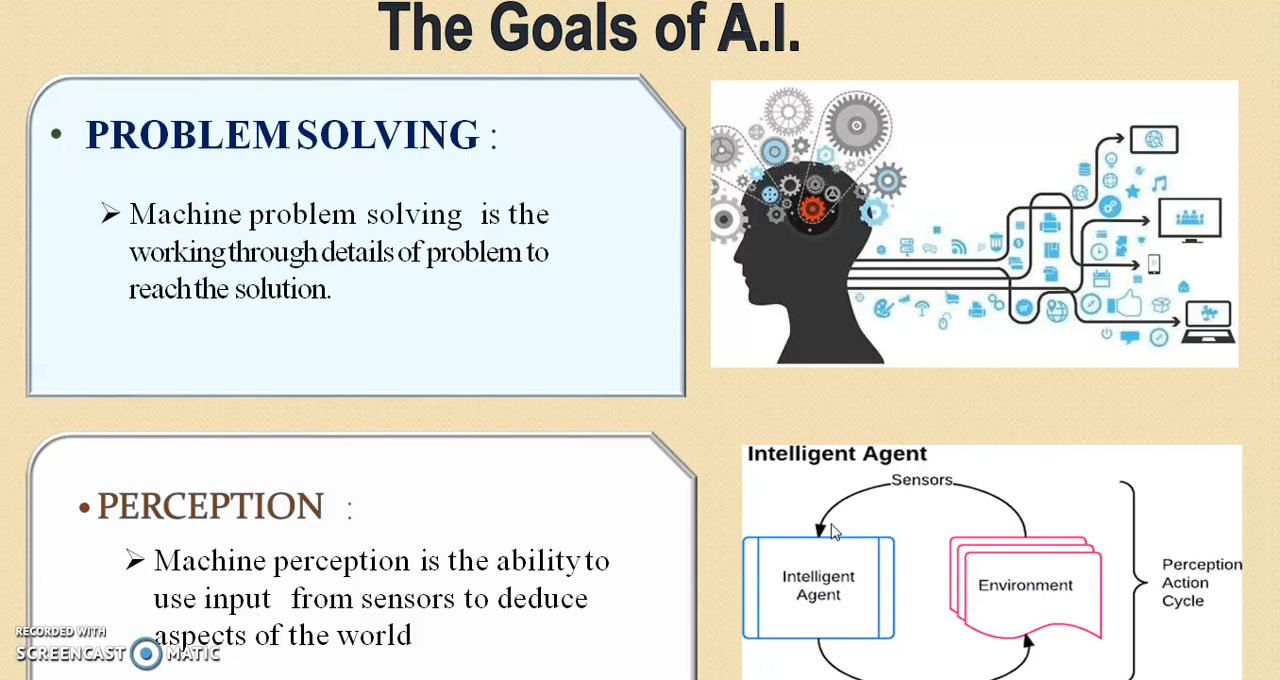 The Goals of A.I.
• PROBLEM SOLVING :
➢ Machine problem solving is the
working through details of problem to
reach the solution.
• PERCEPTION :
➢ Machine perception is the ability to
use input from sensors to deduce
aspects of the world
Intelligent Agent
Sensors
Intelligent
Agent
Environment
Perception
Action
Cycle
RECORDED WITH
SCREENCAST MATIC